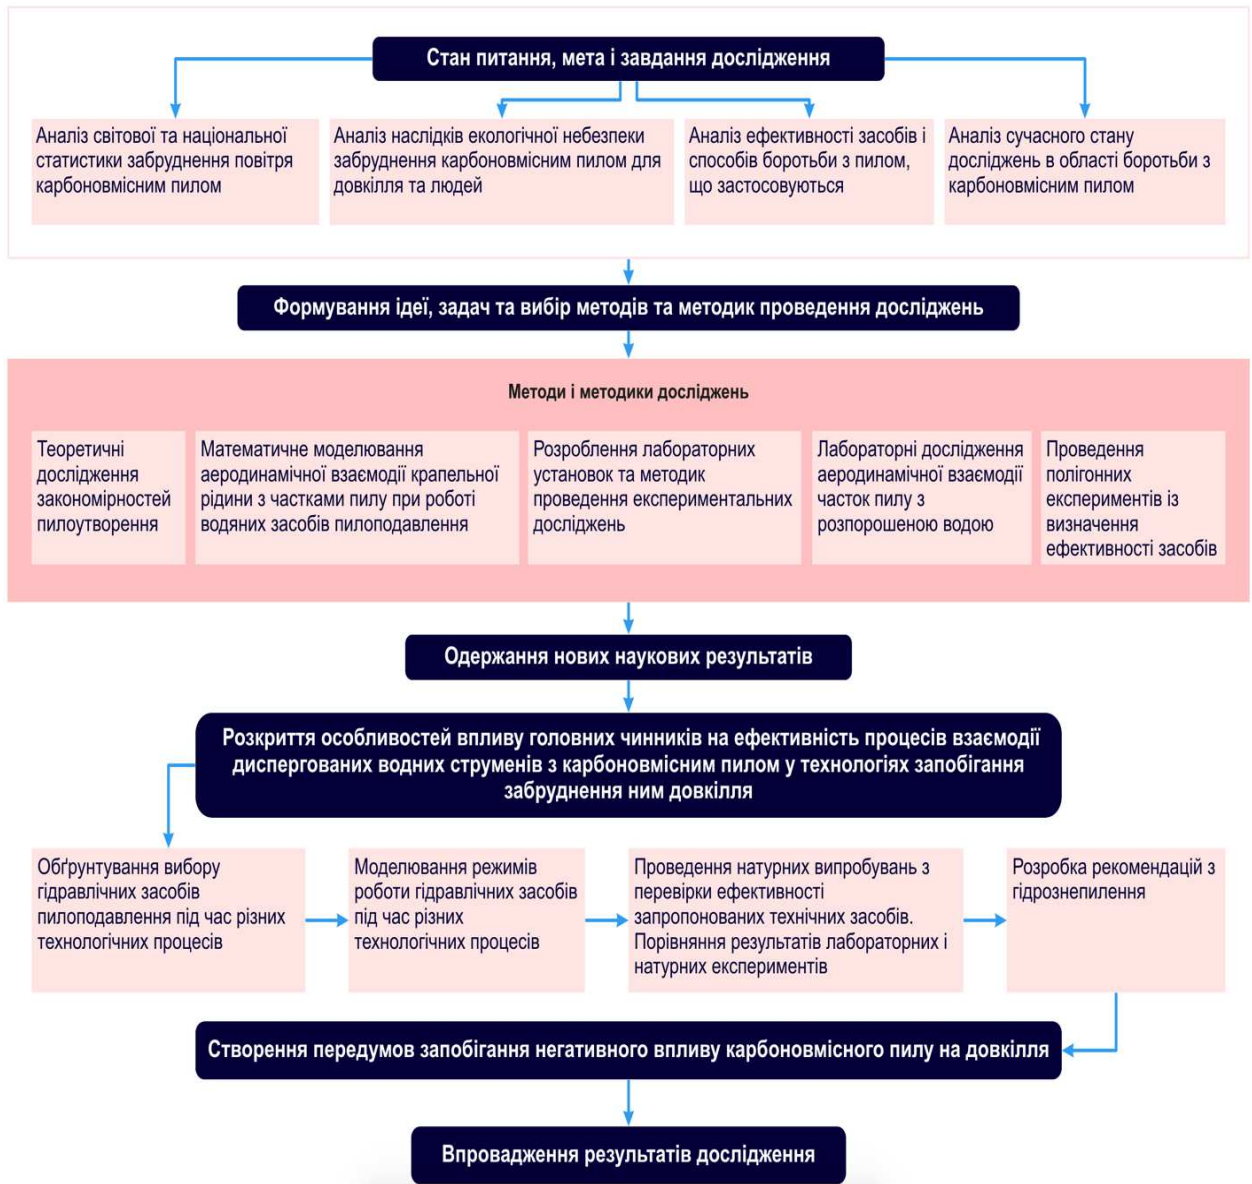 Стан питання, мета і завдання дослідження
Аналіз світової та національної
статистики забруднення повітря
карбоновмісним пилом
Аналіз наслідків екологічної небезпеки
забруднення карбоновмісним пилом для
довкілля та людей
Аналіз ефективності засобів і
способів боротьби з пилом,
що застосовуються
Аналіз сучасного стану
досліджень в області боротьби з
карбоновмісним пилом
Формування ідеї, задач та вибір методів та методик проведення досліджень
Методи і методики досліджень
Теоретичні
дослідження
закономірностей
пилоутворення
Математичне моделювання
аеродинамічної взаємодії крапельної
рідини з частками пилу при роботі
водяних засобів пилоподавлення
Розроблення лабораторних
установок та методик
проведення експериментальних
досліджень
Лабораторні дослідження
аеродинамічної взаємодії
часток пилу з
розпорошеною водою
Проведення
полігонних
експериментів із
визначення
ефективності засобів
Одержання нових наукових результатів
Розкриття особливостей впливу головних чинників на ефективність процесів взаємодії
диспергованих водних струменів з карбоновмісним пилом у технологіях запобігання
забруднення ним довкілля
Обґрунтування вибору
гідравлічних засобів
пилоподавлення під час різних
технологічних процесів
Моделювання режимів
роботи гідравлічних засобів
під час різних
технологічних процесів
Проведення натурних випробувань з
перевірки ефективності
запропонованих технічних засобів.
Порівняння результатів лабораторних і
натурних експериментів
Розробка рекомендацій з
гідрознепилення
Створення передумов запобігання негативного впливу карбоновмісного пилу на довкілля
Впровадження результатів дослідження